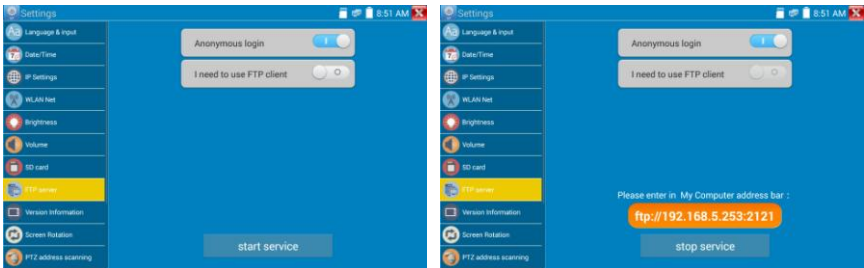 Settings
8:51 AM
Language & input
Date/Time
IP Settings
WLAN Net
Brightness
Volume
SD card
FTP server
Version Information
Screen Rotation
PTZ address scanning
Anonymous login
I need to use FTP client
start service
Settings
8:51 AM
Language & input
Date/Time
IP Settings
WLAN Net
Brightness
Volume
SD card
FTP server
Version Information
Screen Rotation
PTZ address scanning
Anonymous login
I need to use FTP client
Please enter in My Computer address bar :
ftp://192.168.5.253:2121
stop service